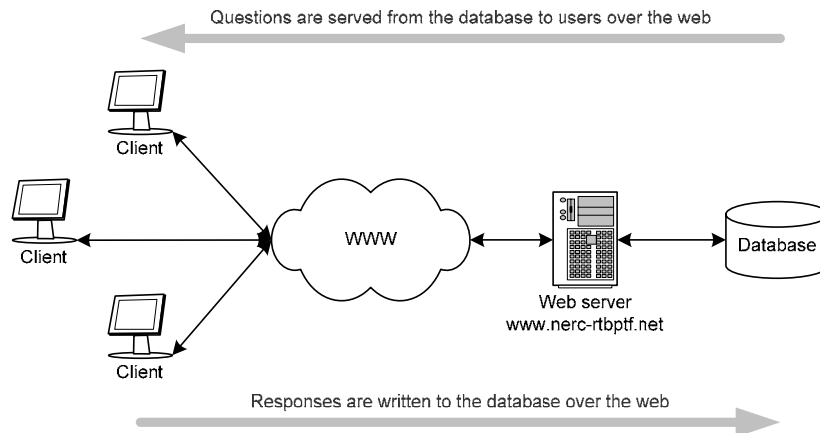 Questions are served from the database to users over the web
Client
Client
Client
WWW
Web server
www.nerc-rtbptf.net
Database
Responses are written to the database over the web